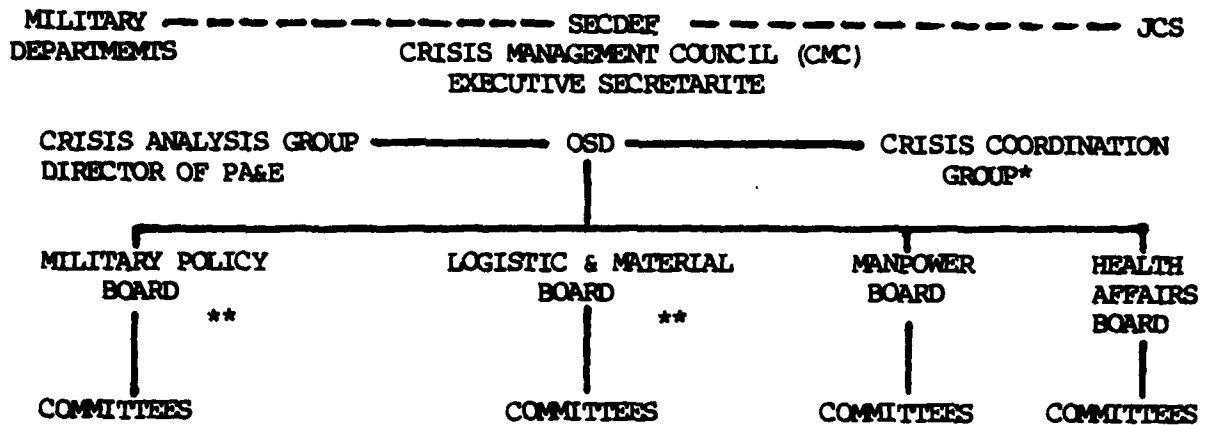 MILITARY SECDEF JCS
DEPARTMEMTS CRISIS MANAGEMENT COUNCIL (CMC)
EXECUTIVE SECRETARITE
CRISIS ANALYSIS GROUP OSD CRISIS COORDINATION
DIRECTOR OF PA&E GROUP*
MILITARY POLICY LOGISTIC & MATERIAL MANPOWER HEALTH
BOARD BOARD BOARD AFFAIRS
** ** BOARD
COMMITTEES COMMITTEES COMMITTEES COMMITTEES